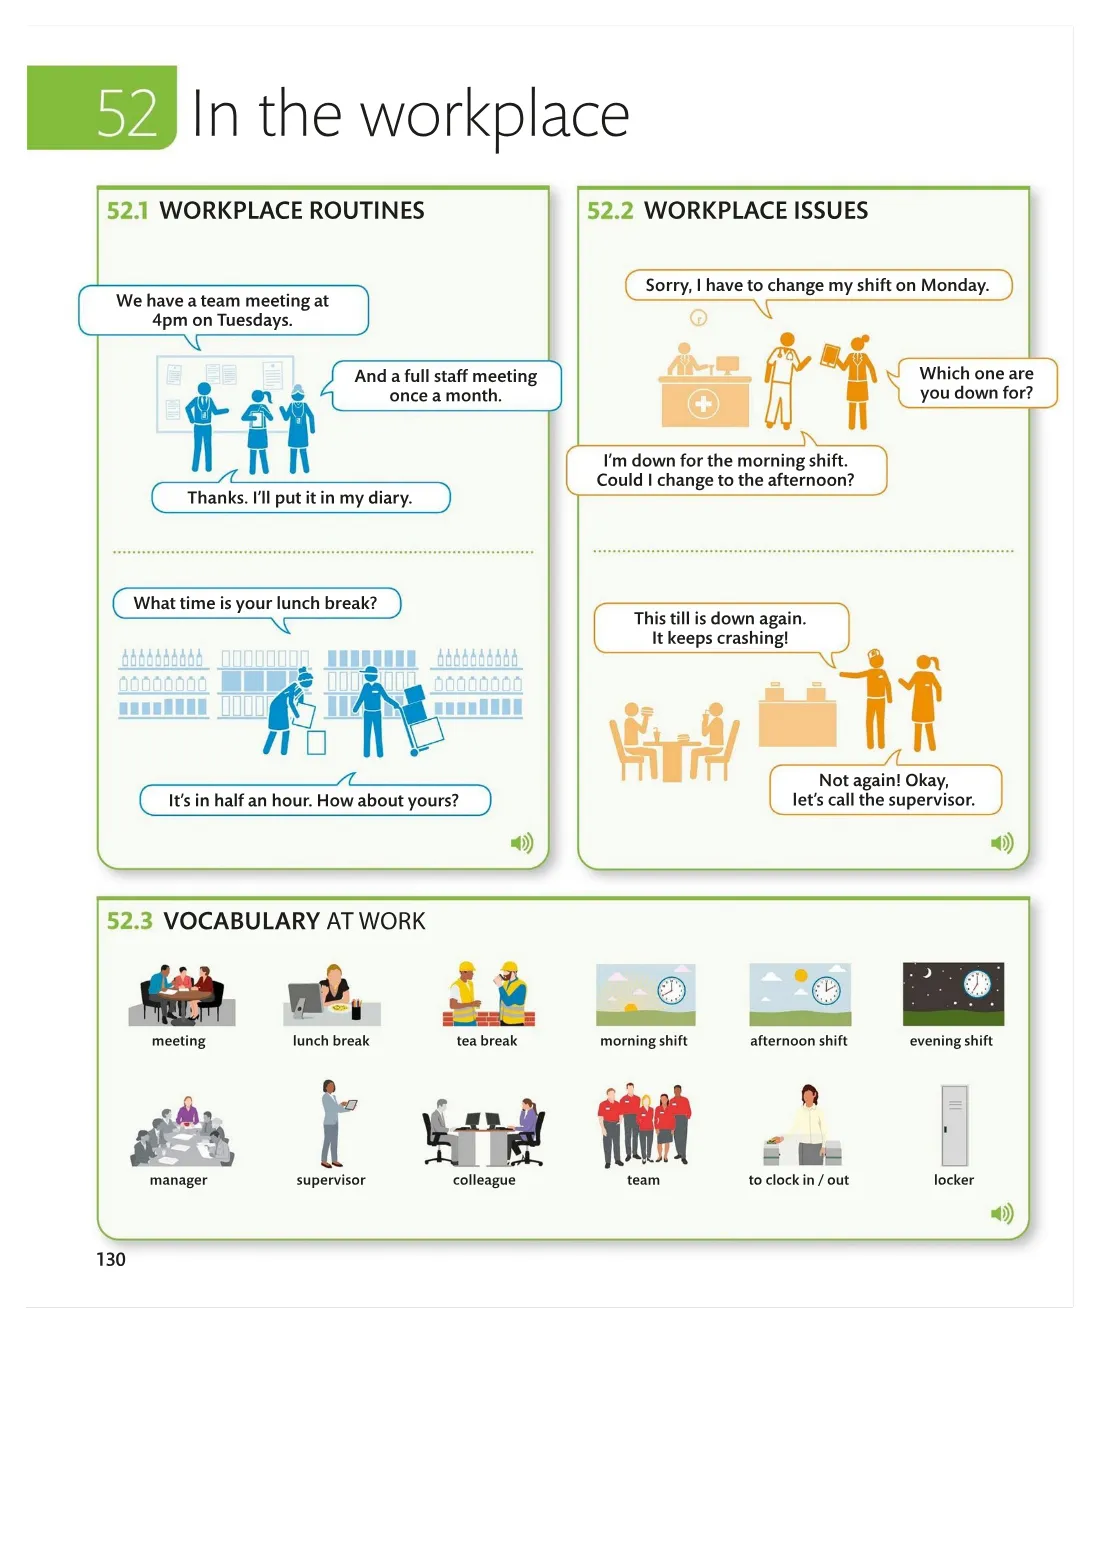 52 In the workplace
52.1 WORKPLACE ROUTINES
We have a team meeting at
4pm on Tuesdays.
And a full staff meeting
once a month.
Thanks. I'll put it in my diary.
What time is your lunch break?
It's in half an hour. How about yours?
52.2 WORKPLACE ISSUES
Sorry, I have to change my shift on Monday.
Which one are
you down for?
I'm down for the morning shift.
Could I change to the afternoon?
This till is down again.
It keeps crashing!
Not again! Okay,
let's call the supervisor.
52.3 VOCABULARY AT WORK
meeting
lunch break
tea break
morning shift
afternoon shift
evening shift
manager
supervisor
colleague
team
to clock in / out
locker
130